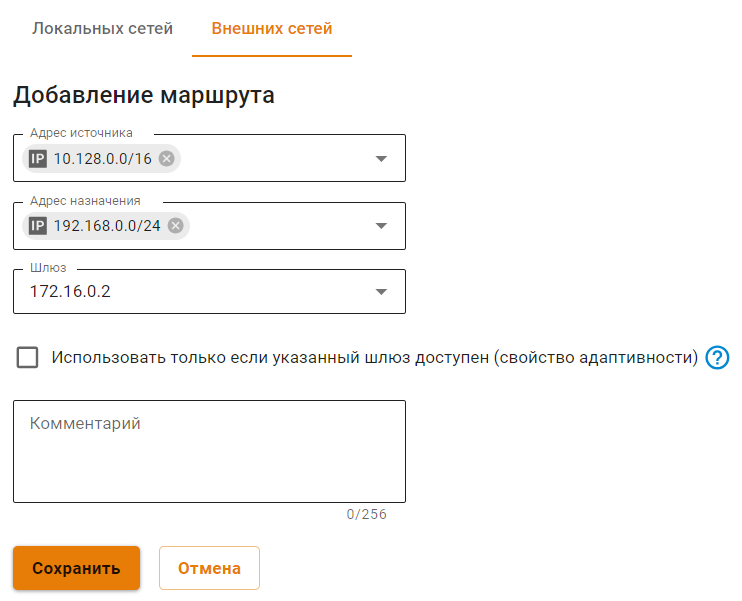 Локальных сетей Внешних сетей
Добавление маршрута
Адрес источника
IP 10.128.0.0/16
Адрес назначения
IP 192.168.0.0/24
Шлюз
172.16.0.2
Использовать только если указанный шлюз доступен (свойство адаптивности) ?
Комментарий
0/256
Сохранить Отмена